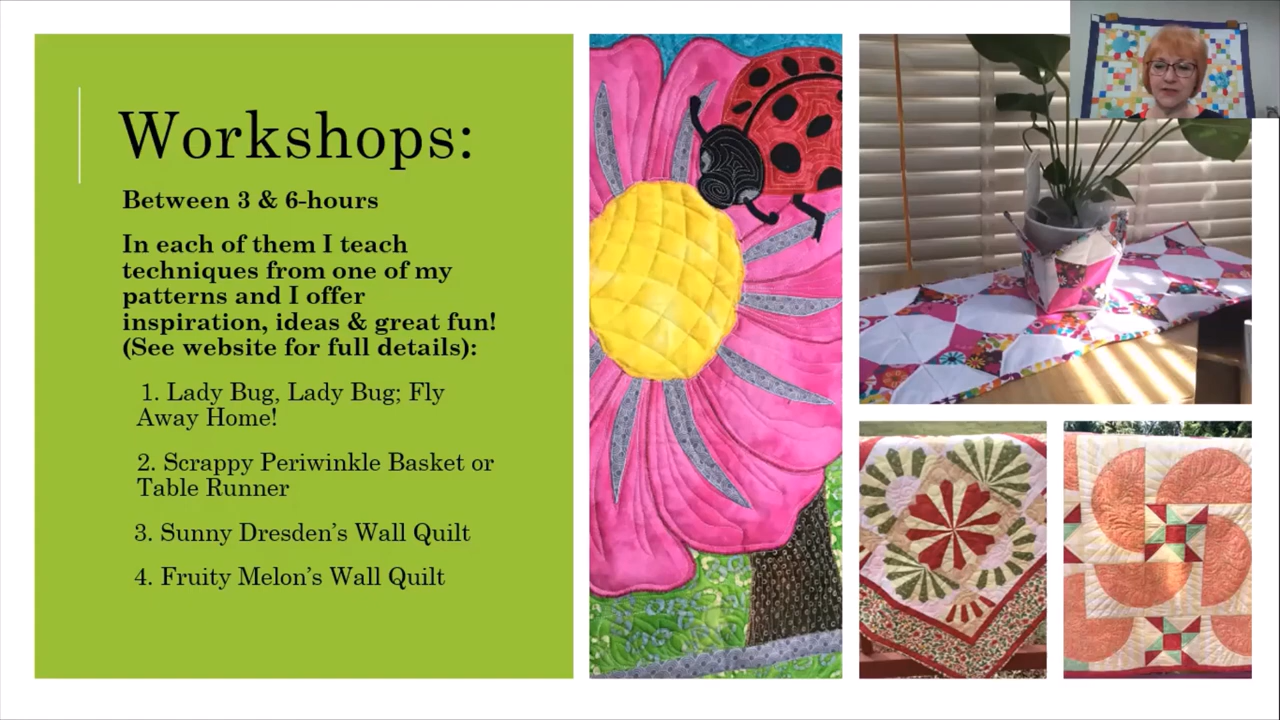 Workshops:
Between 3 & 6-hours
In each of them I teach
techniques from one of my
patterns and I offer
inspiration, ideas & great fun!
(See website for full details):
1. Lady Bug, Lady Bug; Fly
Away Home!
2. Scrappy Periwinkle Basket or
Table Runner
3. Sunny Dresden’s Wall Quilt
4. Fruity Melon’s Wall Quilt